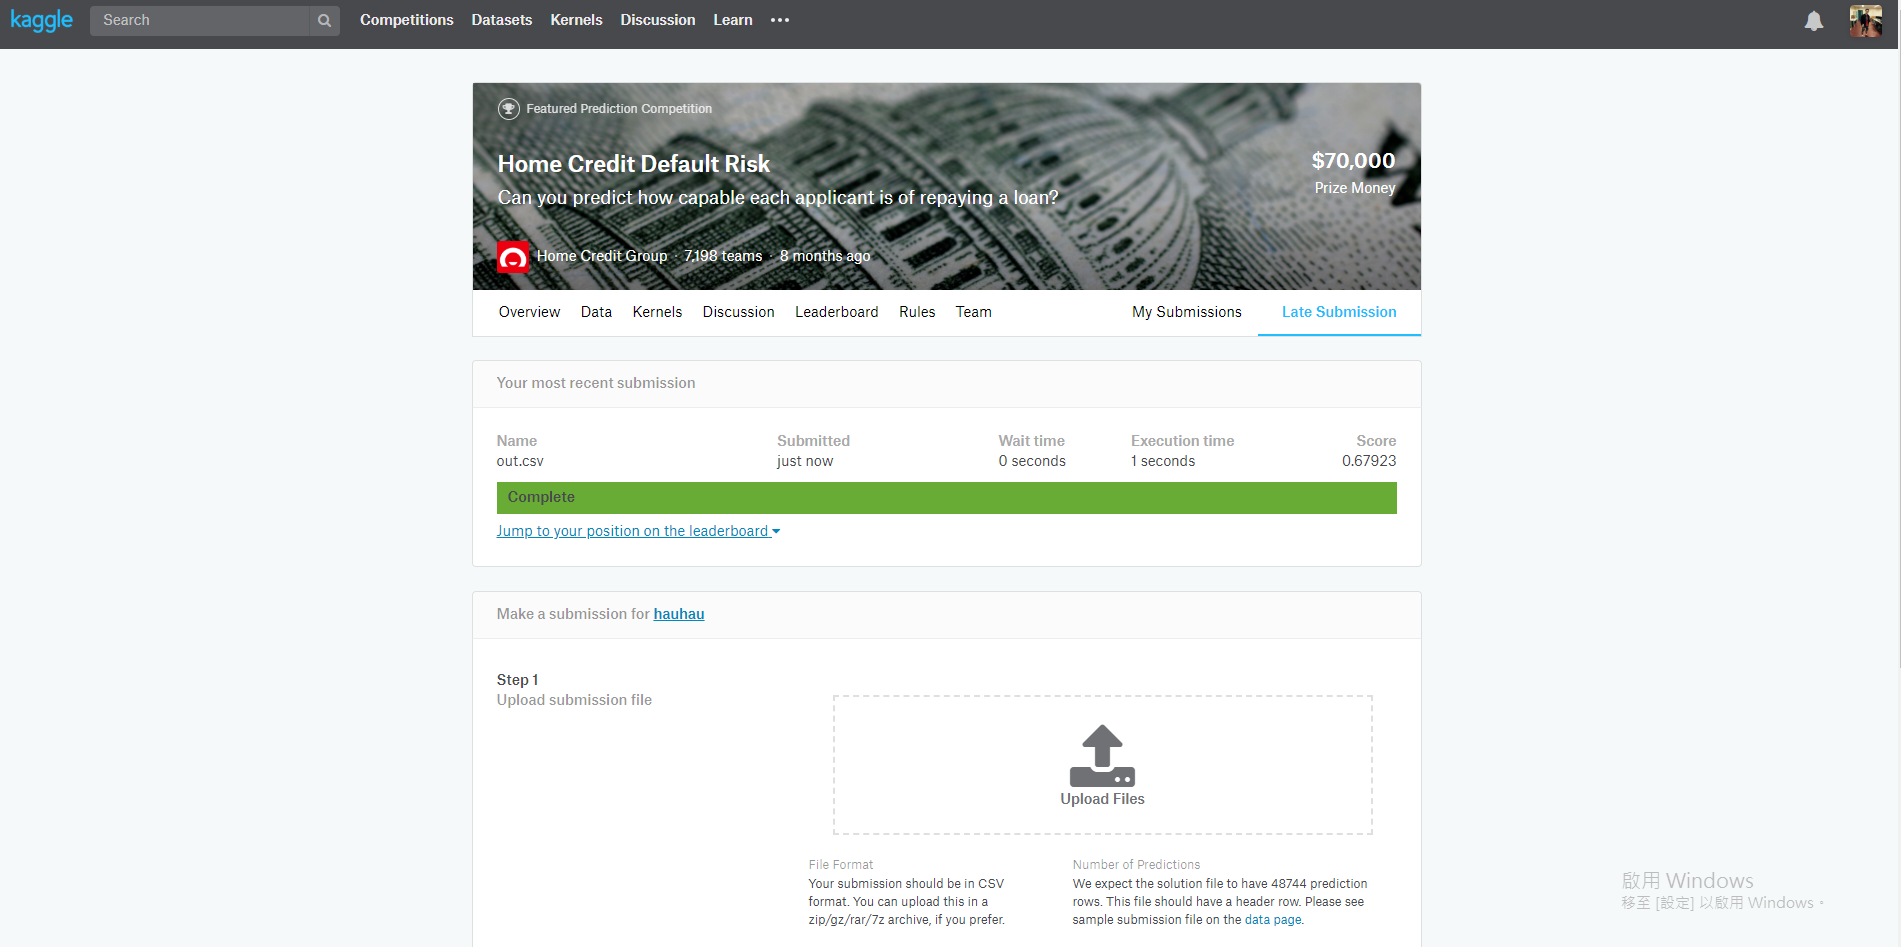 kaggle
Search
Competitions Datasets Kernels Discussion Learn
Featured Prediction Competition
Home Credit Default Risk
Can you predict how capable each applicant is of repaying a loan?
$70,000
Prize Money
Home Credit Group · 7,198 teams · 8 months ago
Overview Data Kernels Discussion Leaderboard Rules Team My Submissions Late Submission
Your most recent submission
Name Submitted Wait time Execution time Score
out.csv just now 0 seconds 1 seconds 0.67923
Complete
Jump to your position on the leaderboard
Make a submission for hauhau
Step 1
Upload submission file
Upload Files
File Format
Your submission should be in CSV
format. You can upload this in a
zip/gz/rar/7z archive, if you prefer.
Number of Predictions
We expect the solution file to have 48744 prediction
rows. This file should have a header row. Please see
sample submission file on the data page.
啟用 Windows
移至 [設定] 以啟用 Windows。